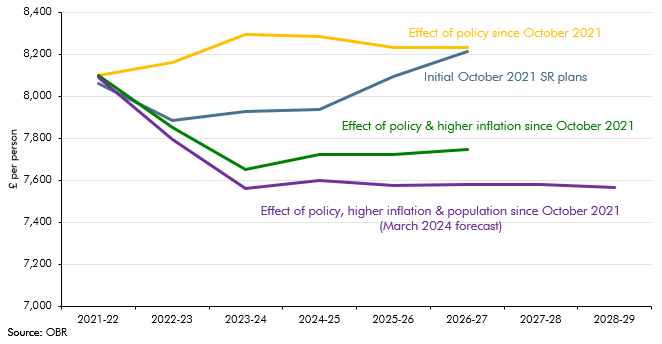 8,400
8,200
8,000
7,800
7,600
7,400
7,200
7,000
£ per person
Effect of policy since October 2021
Initial October 2021 SR plans
Effect of policy & higher inflation since October 2021
Effect of policy, higher inflation & population since October 2021
(March 2024 forecast)
2021-22 2022-23 2023-24 2024-25 2025-26 2026-27 2027-28 2028-29
Source: OBR